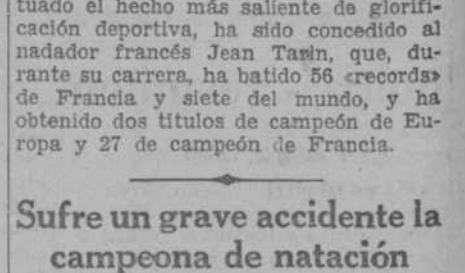 tuado el hecho más saliente de glorifi-
cación deportiva, ha sido concedido al
nadador francés Jean Tarin, que, du-
rante su carrera, ha batido 56 «records»
de Francia y siete del mundo, y ha
obtenido dos títulos de campeón de Eu-
ropa y 27 de campeón de Francia.
Sufre un grave accidente la
campeona de natación